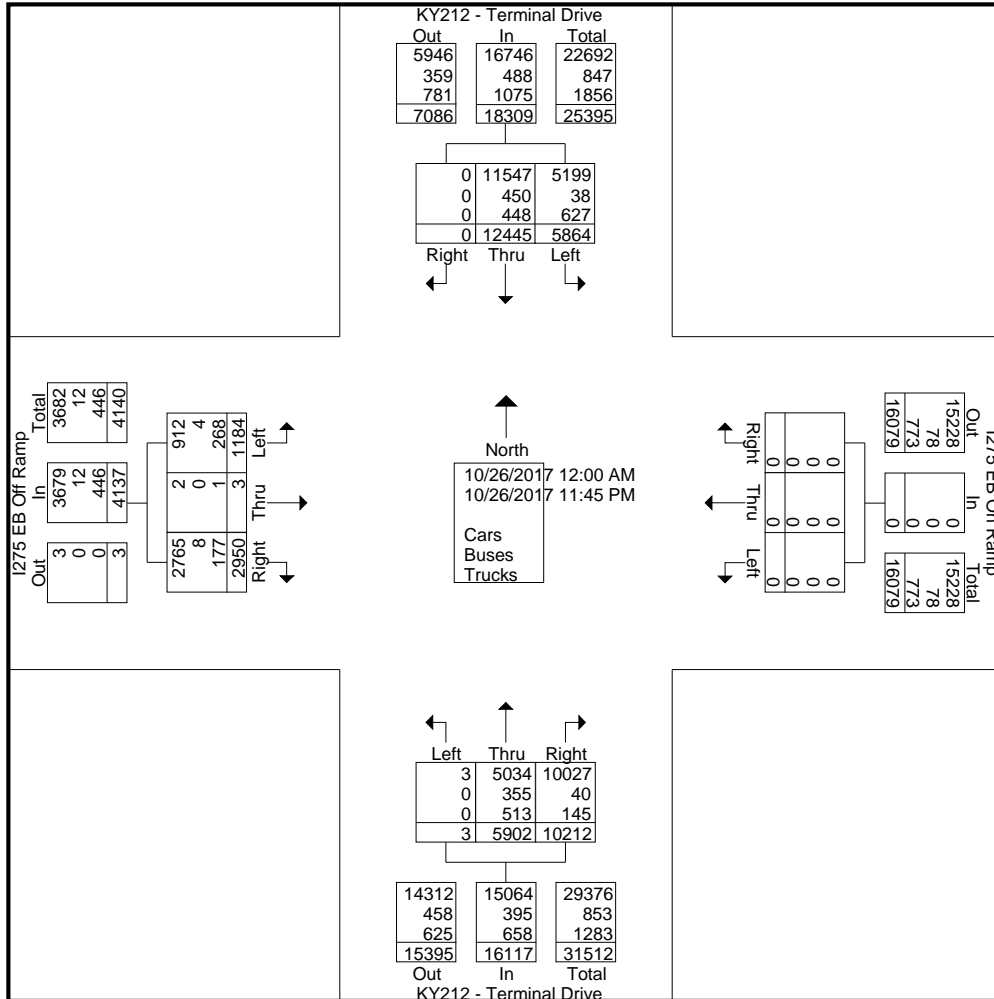 KY212 - Terminal Drive
Out In Total
5946 16746 22692
359 488 847
781 1075 1856
7086 18309 25395
0 11547 5199
0 450 38
0 448 627
0 12445 5864
Right Thru Left
I275 EB Off Ramp
Total
3682
12
446
4140
In
3679
12
446
4137
Out
3
0
0
3
Left
912
4
268
1184
Thru
2
0
1
3
Right
2765
8
177
2950
North
10/26/2017 12:00 AM
10/26/2017 11:45 PM
Cars
Buses
Trucks
Right
0
0
0
0
Thru
0
0
0
0
Left
0
0
0
0
I275 EB On Ramp
Out
15228
78
773
16079
In
0
0
0
0
Total
15228
78
773
16079
Left Thru Right
3 5034 10027
0 355 40
0 513 145
3 5902 10212
14312 15064 29376
458 395 853
625 658 1283
15395 16117 31512
Out In Total
KY212 - Terminal Drive